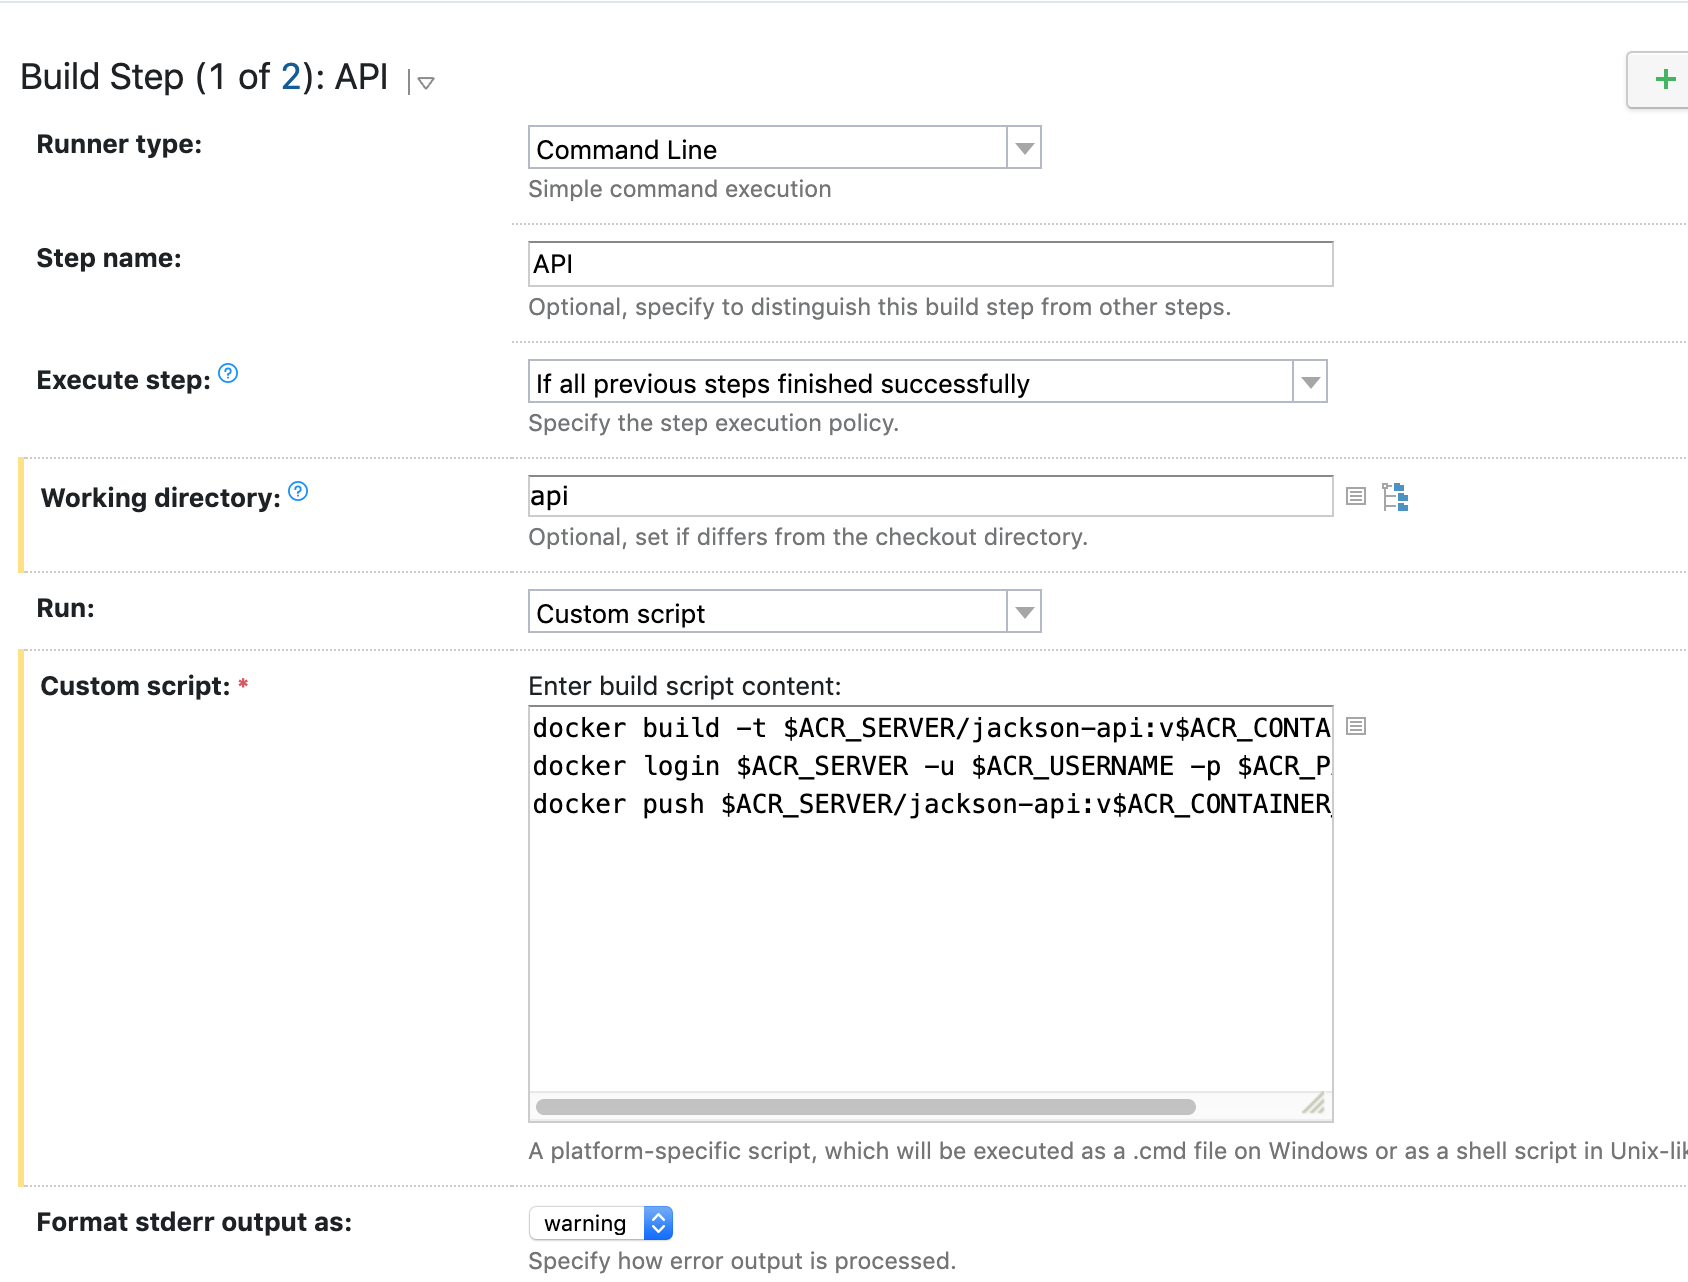 Build Step (1 of 2): API
Runner type:
Command Line
Simple command execution
Step name:
API
Optional, specify to distinguish this build step from other steps.
Execute step:
If all previous steps finished successfully
Specify the step execution policy.
Working directory:
api
Optional, set if differs from the checkout directory.
Run:
Custom script
Custom script: *
Enter build script content:
docker build -t $ACR_SERVER/jackson-api:v$ACR_CONTA
docker login $ACR_SERVER -u $ACR_USERNAME -p $ACR_P
docker push $ACR_SERVER/jackson-api:v$ACR_CONTAINER_
A platform-specific script, which will be executed as a .cmd file on Windows or as a shell script in Unix-lik
Format stderr output as:
warning
Specify how error output is processed.